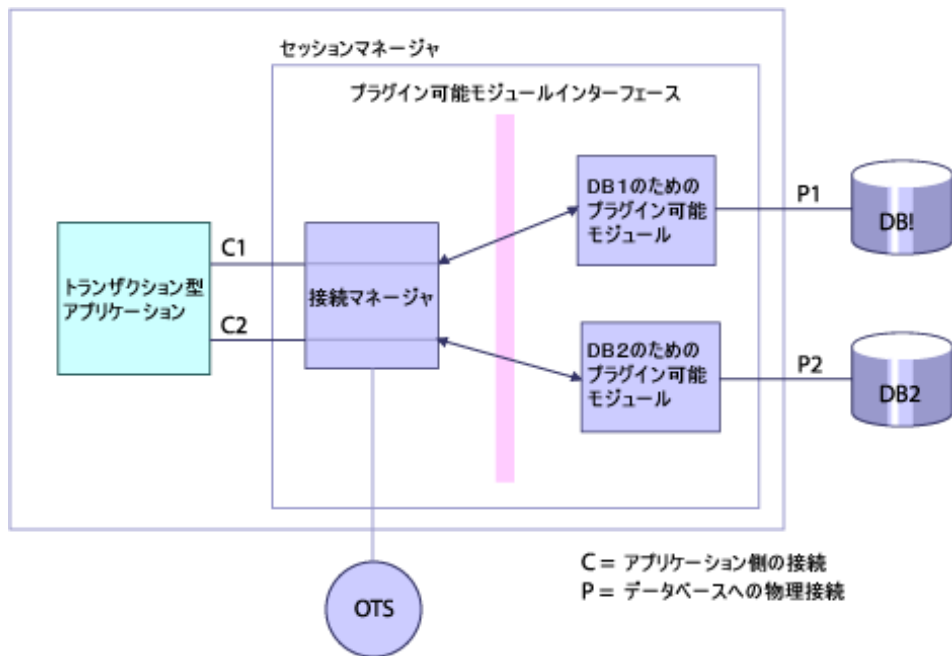 セッションマネージャ
プラグイン可能モジュールインターフェース
DB1のための
プラグイン可能
モジュール
P1
DB!
C1
トランザクション型
アプリケーション
接続マネージャ
C2
DB2のための
プラグイン可能
モジュール
P2
DB2
OTS
C = アプリケーション側の接続
P = データベースへの物理接続